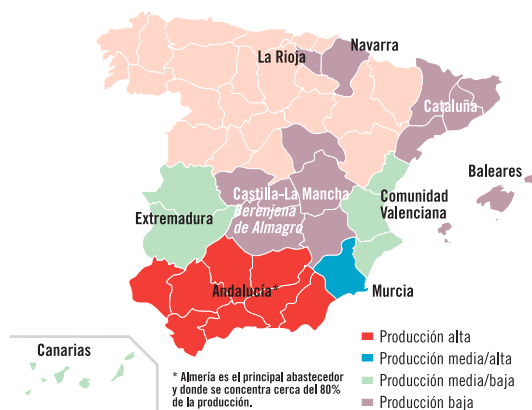 La Rioja
Navarra
Cataluña
Baleares
Castilla-La Mancha
Berenjena
de Almagro
Comunidad
Valenciana
Extremadura
Andalucía*
Murcia
Canarias
* Almería es el principal abastecedor
y donde se concentra cerca del 80%
de la producción.
Producción alta
Producción media/alta
Producción media/baja
Producción baja